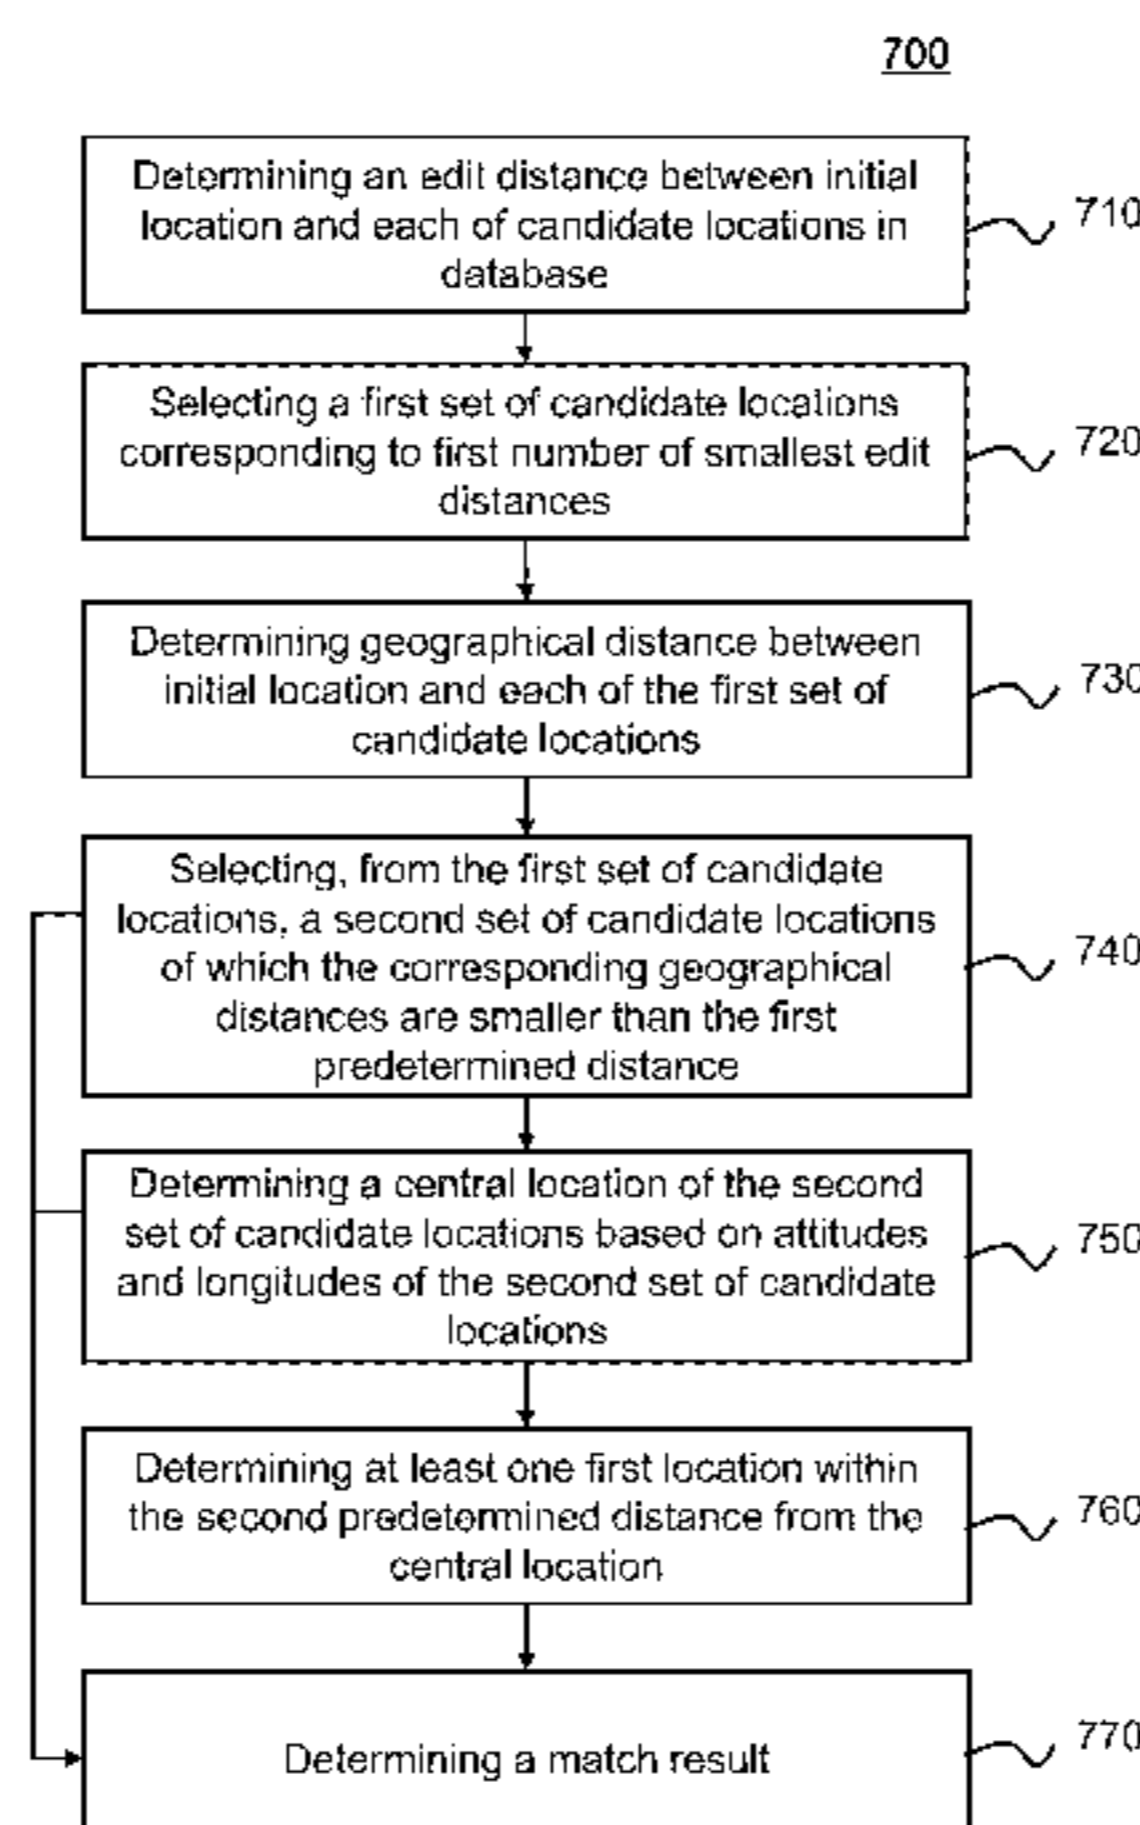 700
Determining an edit distance between initial
location and each of candidate locations in
database
710
Selecting a first set of candidate locations
corresponding to first number of smallest edit
distances
720
Determining geographical distance between
initial location and each of the first set of
candidate locations
730
Selecting, from the first set of candidate
locations, a second set of candidate locations
of which the corresponding geographical
distances are smaller than the first
predetermined distance
740
Determining a central location of the second
set of candidate locations based on attitudes
and longitudes of the second set of candidate
locations
750
Determining at least one first location within
the second predetermined distance from the
central location
760
Determining a match result
770